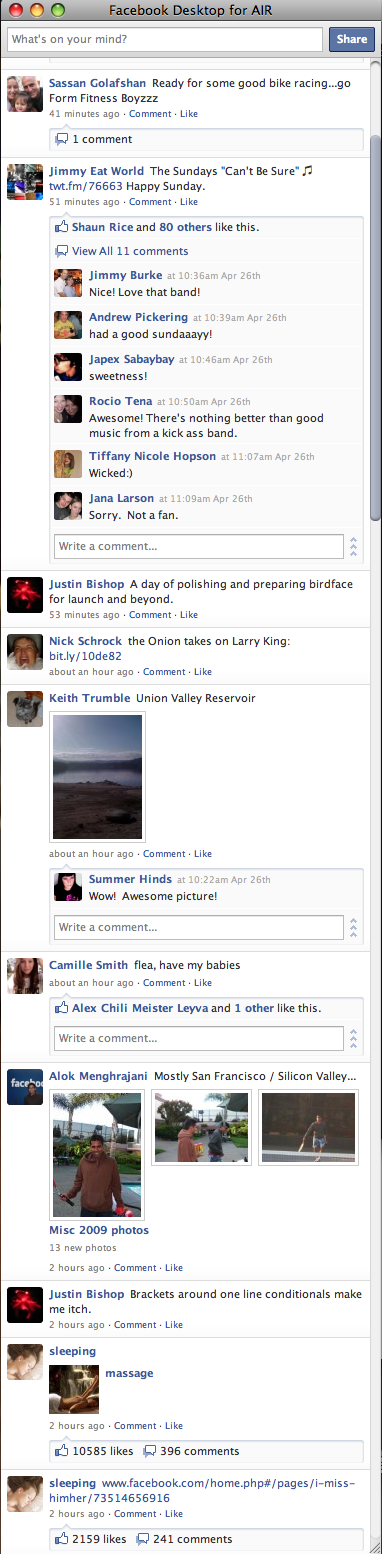 Facebook Desktop for AIR
What's on your mind?
Share
Sassan Golafshan Ready for some good bike racing...go
Form Fitness Boyzzz
41 minutes ago · Comment · Like
1 comment
Jimmy Eat World The Sundays "Can't Be Sure" ♫
twt.fm/76663 Happy Sunday.
51 minutes ago · Comment · Like
Shaun Rice and 80 others like this.
View All 11 comments
Jimmy Burke at 10:36am Apr 26th
Nice! Love that band!
Andrew Pickering at 10:39am Apr 26th
had a good sundaaayy!
Japex Sabaybay at 10:46am Apr 26th
sweetness!
Rocio Tena at 10:50am Apr 26th
Awesome! There's nothing better than good
music from a kick ass band.
Tiffany Nicole Hopson at 11:07am Apr 26th
Wicked:)
Jana Larson at 11:09am Apr 26th
Sorry. Not a fan.
Write a comment...
Justin Bishop A day of polishing and preparing birdface
for launch and beyond.
53 minutes ago · Comment · Like
Nick Schrock the Onion takes on Larry King:
bit.ly/10de82
about an hour ago · Comment · Like
Keith Trumble Union Valley Reservoir
about an hour ago · Comment · Like
Summer Hinds at 10:22am Apr 26th
Wow! Awesome picture!
Write a comment...
Camille Smith flea, have my babies
about an hour ago · Comment · Like
Alex Chili Meister Leyva and 1 other like this.
Write a comment...
faceboo
Alok Menghrajani Mostly San Francisco / Silicon Valley...
Misc 2009 photos
13 new photos
2 hours ago · Comment · Like
Justin Bishop Brackets around one line conditionals make
me itch.
2 hours ago · Comment · Like
sleeping
massage
2 hours ago · Comment · Like
10585 likes 396 comments
sleeping www.facebook.com/home.php#/pages/i-miss-
himher/73514656916
2 hours ago · Comment · Like
2159 likes 241 comments